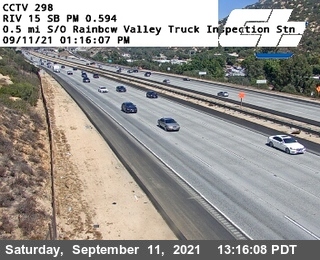 CCTV 298
RIV 15 SB PM 0.594
0.5 mi S/O Rainbow Valley Truck Inspection Stn
09/11/21 01:16:07 PM
Saturday, September 11, 2021 13:16:08 PDT